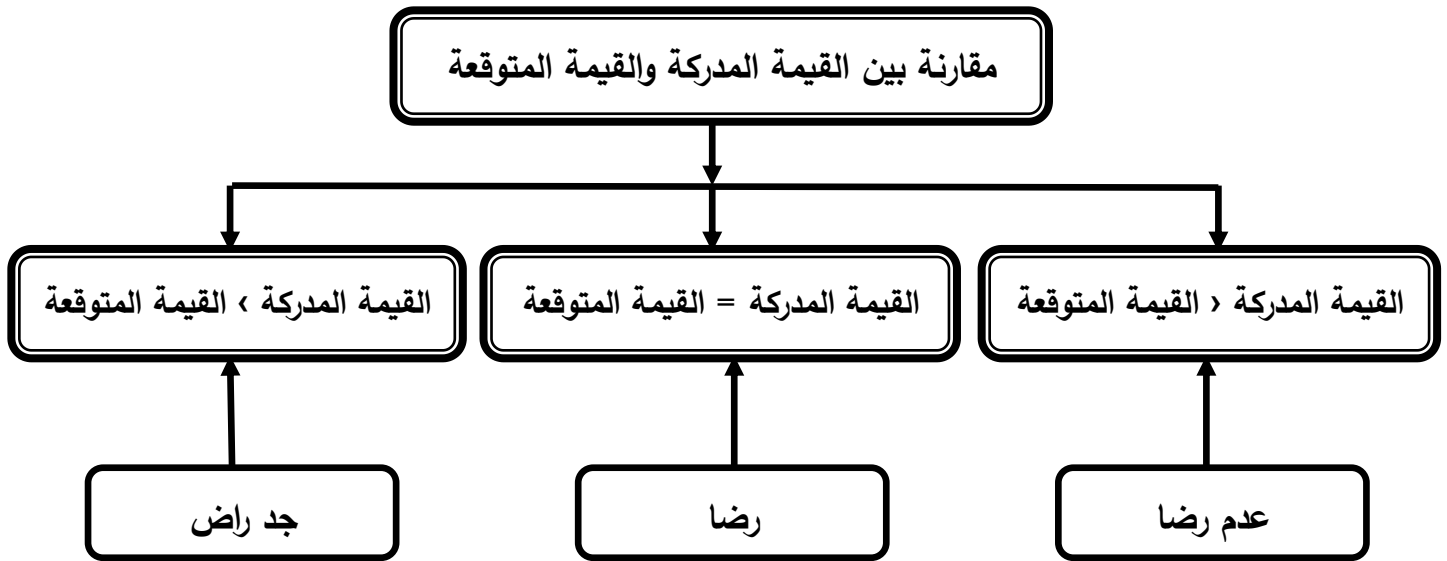 مقارنة بين القيمة المدركة والقيمة المتوقعة
القيمة المدركة ‹ القيمة المتوقعة
القيمة المدركة = القيمة المتوقعة
القيمة المدركة › القيمة المتوقعة
عدم رضا
رضا
جد راض